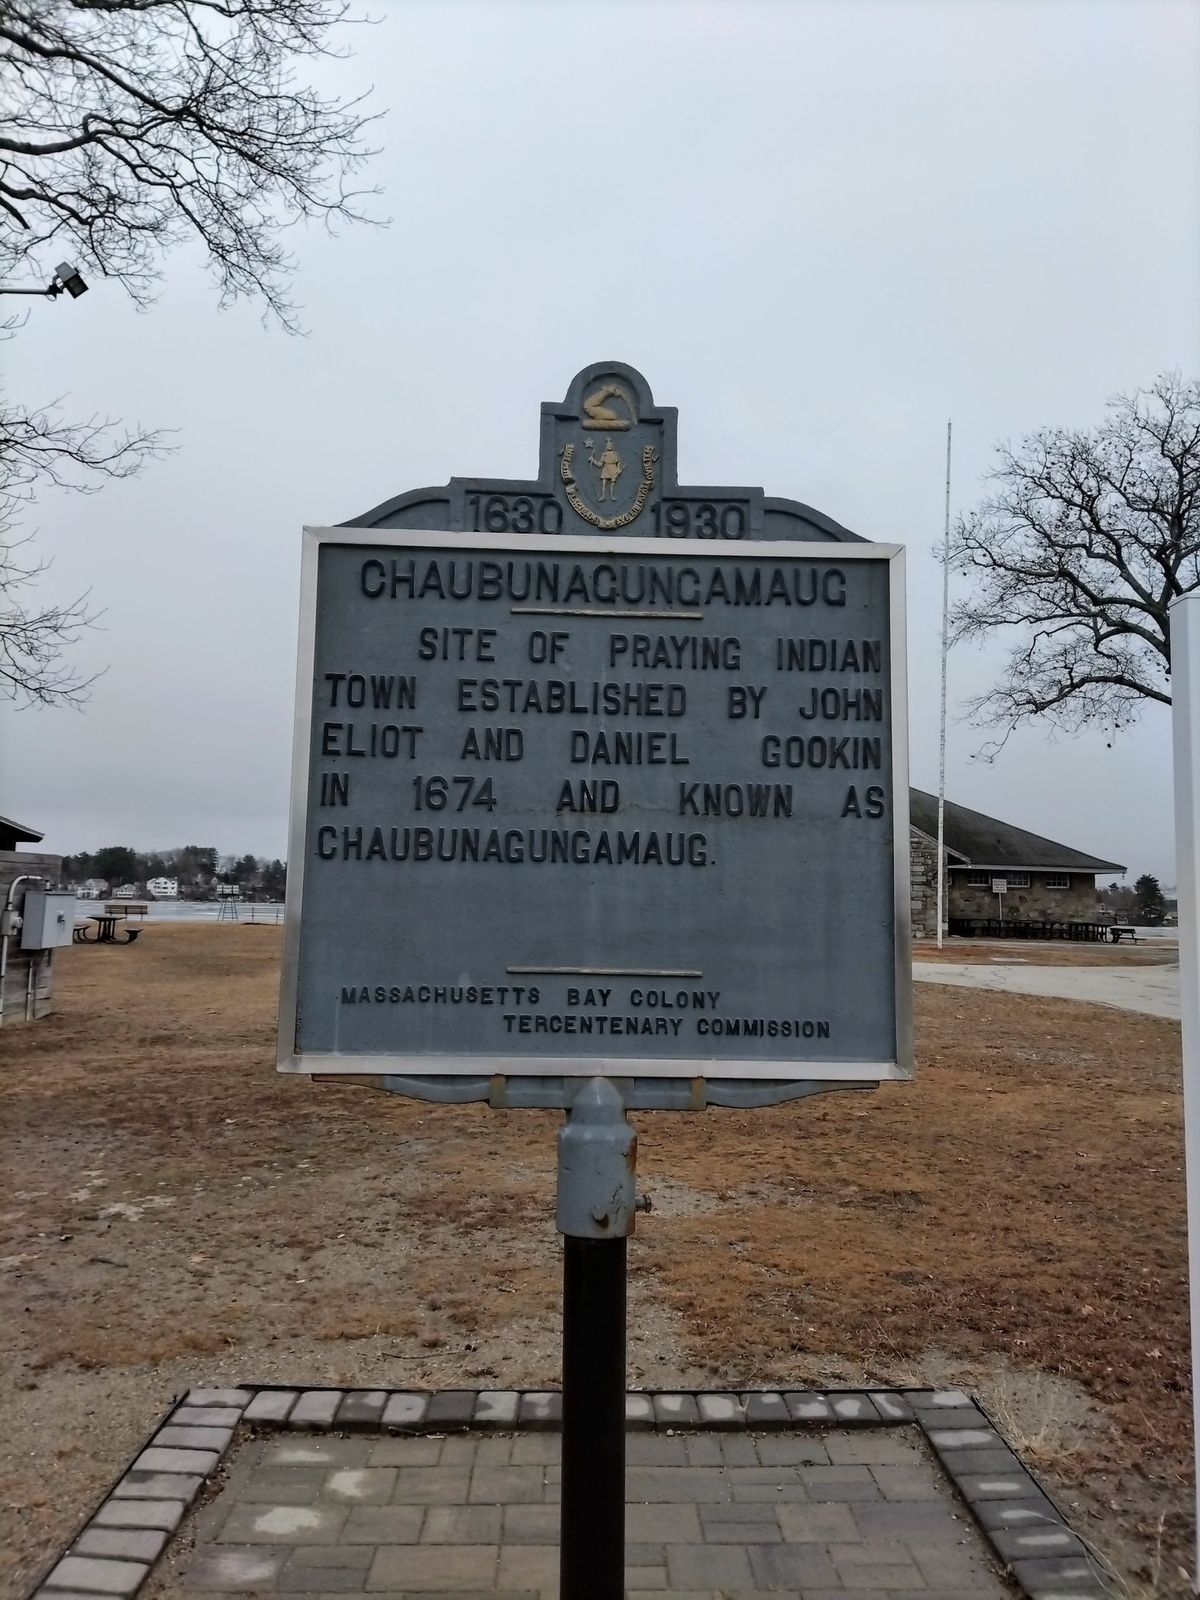 1630 1930
CHAUBUNAGUNGAMAUG
SITE OF PRAYING INDIAN
TOWN ESTABLISHED BY JOHN
ELIOT AND DANIEL GOOKIN
IN 1674 AND KNOWN AS
CHAUBUNAGUNGAMAUG.
MASSACHUSETTS BAY COLONY
TERCENTENARY COMMISSION